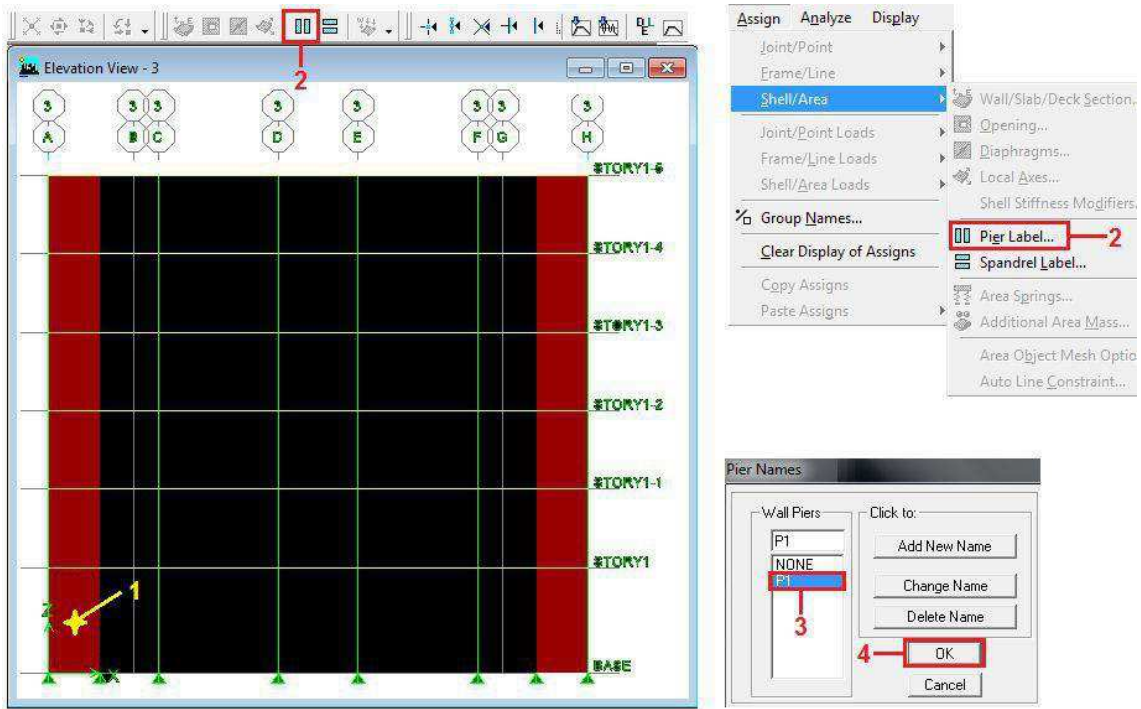 2
Elevation View - 3
3 3 3 3 3 3 3 3
A B C D E F G H
STORY1-5
STORY1-4
STORY1-3
STORY1-2
STORY1-1
STORY1
BASE
1
Z
X
Assign Analyze Display
Joint/Point
Frame/Line
Shell/Area
Joint/Point Loads
Frame/Line Loads
Shell/Area Loads
Group Names...
Clear Display of Assigns
Copy Assigns
Paste Assigns
Wall/Slab/Deck Section.
Opening...
Diaphragms...
Local Axes...
Shell Stiffness Modifiers.
Pier Label... 2
Spandrel Label...
Area Springs...
Additional Area Mass...
Area Object Mesh Optio
Auto Line Constraint...
Pier Names
Wall Piers
P1
NONE
P1
3
Click to:
Add New Name
Change Name
Delete Name
4 OK
Cancel